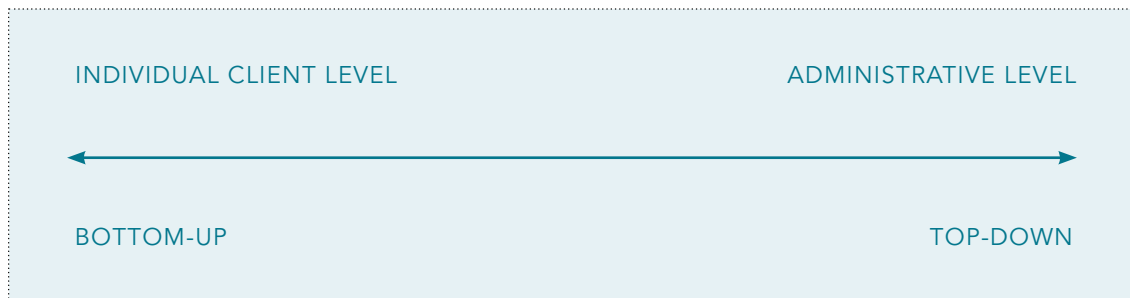 INDIVIDUAL CLIENT LEVEL
ADMINISTRATIVE LEVEL
BOTTOM-UP
TOP-DOWN